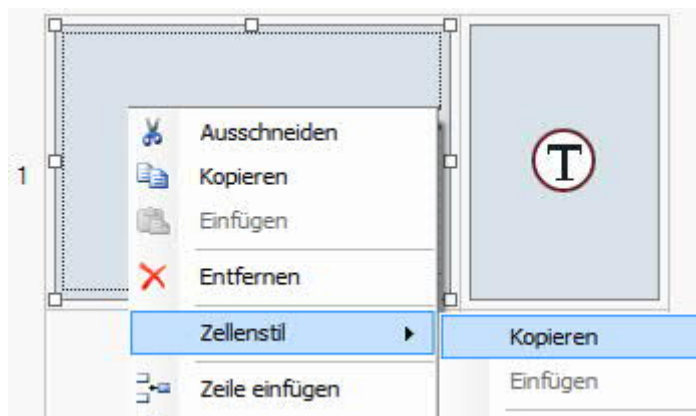 Ausschneiden
T
1
Kopieren
Einfügen
Entfernen
Zellenstil
Kopieren
Zeile einfügen
Einfügen